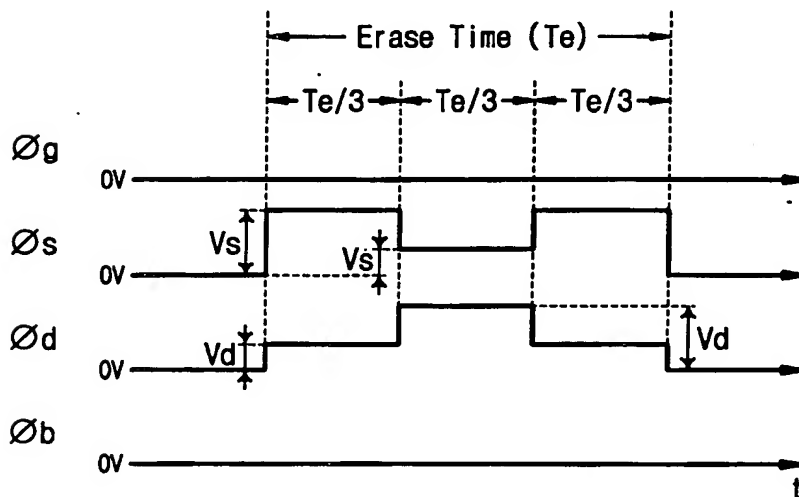 Erase Time (Te)
Te/3 Te/3 Te/3
Øg
0V
Øs
Vs
Vs
0V
Ød
Vd
Vd
0V
Øb
0V
t